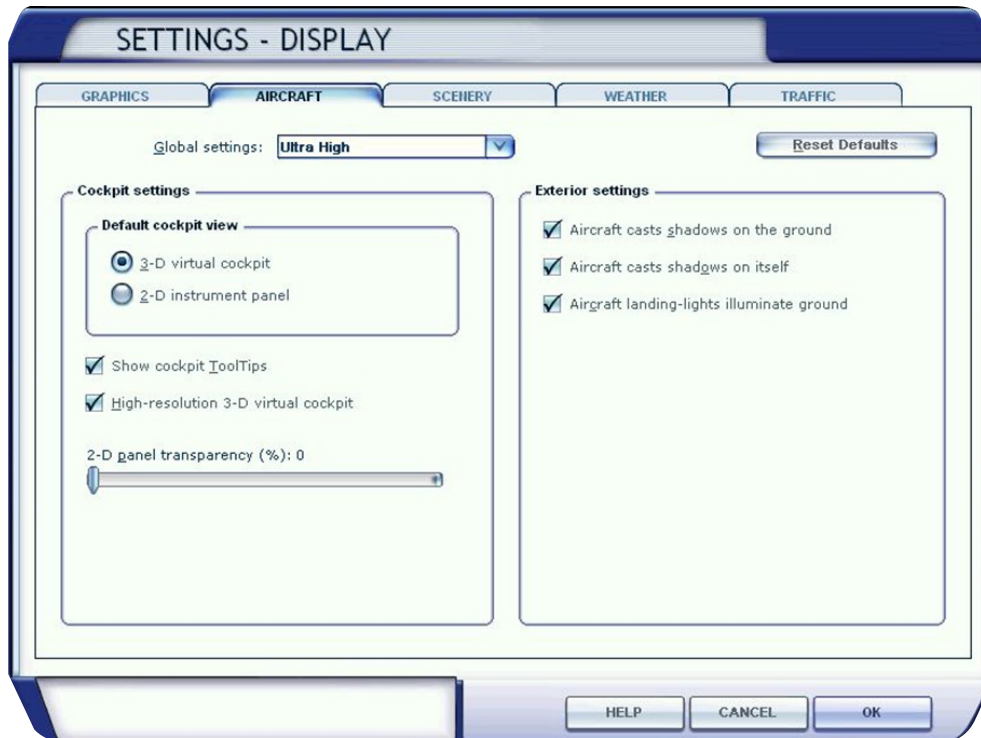 SETTINGS - DISPLAY
GRAPHICS AIRCRAFT SCENERY WEATHER TRAFFIC
Global settings: Ultra High Reset Defaults
Cockpit settings
Default cockpit view
3-D virtual cockpit
2-D instrument panel
Show cockpit ToolTips
High-resolution 3-D virtual cockpit
2-D panel transparency (%): 0
Exterior settings
Aircraft casts shadows on the ground
Aircraft casts shadows on itself
Aircraft landing-lights illuminate ground
HELP CANCEL OK